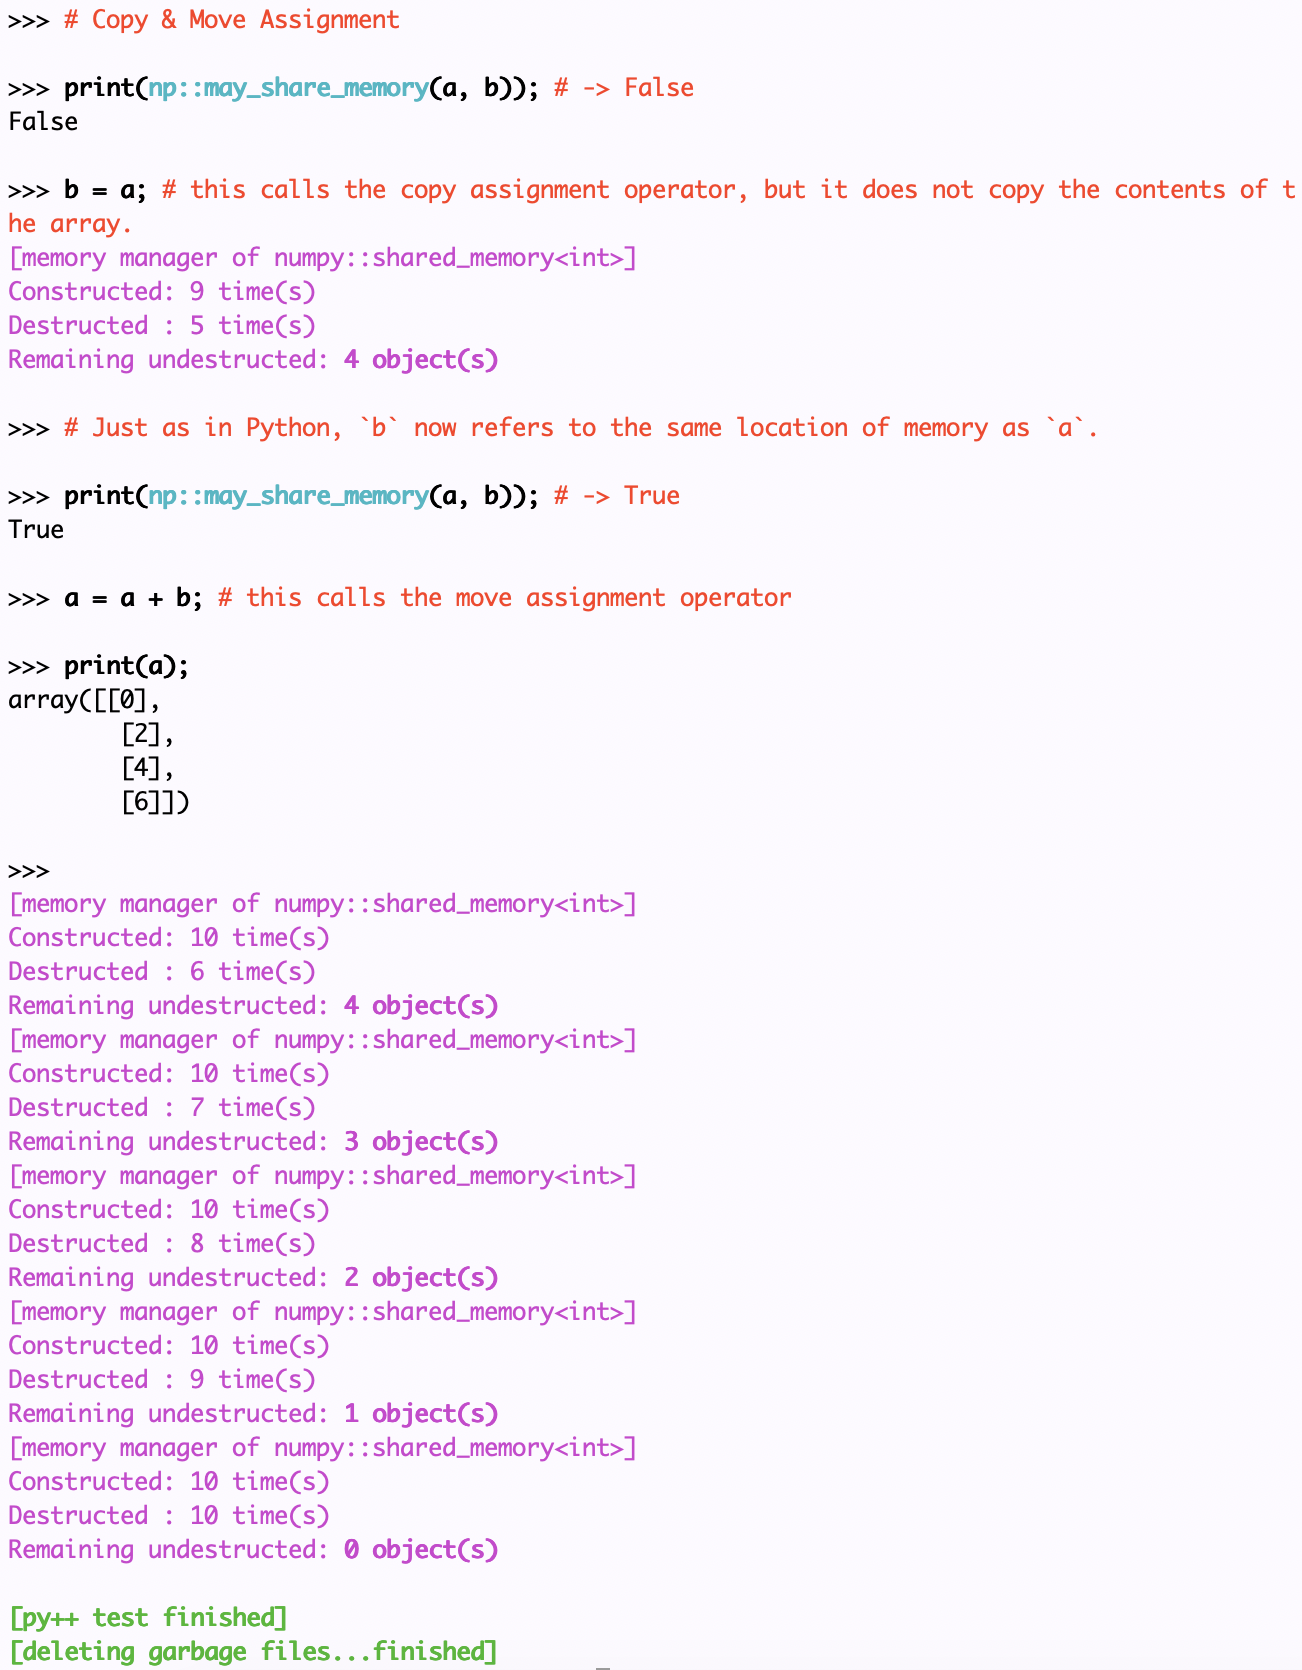 >>> # Copy & Move Assignment
>>> print(np::may_share_memory(a, b)); # -> False
False
>>> b = a; # this calls the copy assignment operator, but it does not copy the contents of t
he array.
[memory manager of numpy::shared_memory<int>]
Constructed: 9 time(s)
Destructed : 5 time(s)
Remaining undestructed: 4 object(s)
>>> # Just as in Python, `b` now refers to the same location of memory as `a`.
>>> print(np::may_share_memory(a, b)); # -> True
True
>>> a = a + b; # this calls the move assignment operator
>>> print(a);
array([[0],
        [2],
        [4],
        [6]])
>>>
[memory manager of numpy::shared_memory<int>]
Constructed: 10 time(s)
Destructed : 6 time(s)
Remaining undestructed: 4 object(s)
[memory manager of numpy::shared_memory<int>]
Constructed: 10 time(s)
Destructed : 7 time(s)
Remaining undestructed: 3 object(s)
[memory manager of numpy::shared_memory<int>]
Constructed: 10 time(s)
Destructed : 8 time(s)
Remaining undestructed: 2 object(s)
[memory manager of numpy::shared_memory<int>]
Constructed: 10 time(s)
Destructed : 9 time(s)
Remaining undestructed: 1 object(s)
[memory manager of numpy::shared_memory<int>]
Constructed: 10 time(s)
Destructed : 10 time(s)
Remaining undestructed: 0 object(s)
[py++ test finished]
[deleting garbage files...finished]